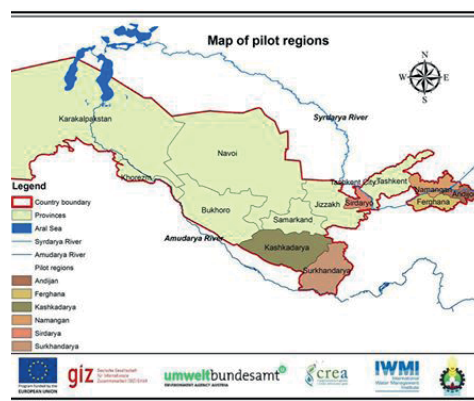 Map of pilot regions
N
W E
S
Karakalpakstan
Syrdarya River
Navoi
Khorezm
Tashkent City
Tashkent
Namangan
Andijan
Sirdaryo
Ferghana
Jizzakh
Bukhoro
Samarkand
Amudarya River
Kashkadarya
Surkhandarya
Legend
Country boundary
Provinces
Aral Sea
Syrdarya River
Amudarya River
Pilot regions
Andijan
Ferghana
Kashkadarya
Namangan
Sirdarya
Surkhandarya
giz
umweltbundesamt
ENVIRONMENT AGENCY AUSTRIA
crea
IWMI
International
Water Management
Institute
Program funded by the
EUROPEAN UNION